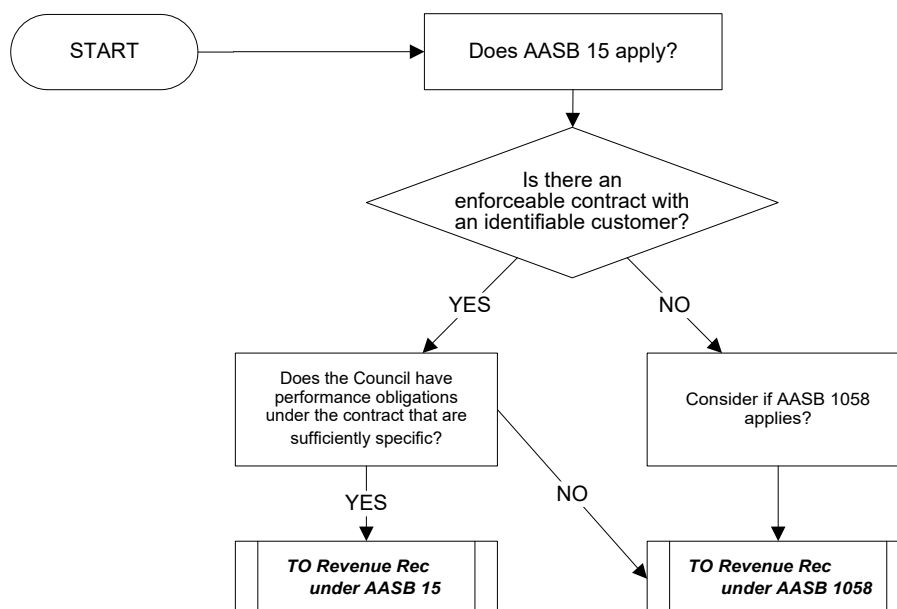 START
Does AASB 15 apply?
Is there an
enforceable contract with
an identifiable customer?
YES
NO
Does the Council have
performance obligations
under the contract that are
sufficiently specific?
Consider if AASB 1058
applies?
YES
NO
TO Revenue Rec
under AASB 15
TO Revenue Rec
under AASB 1058